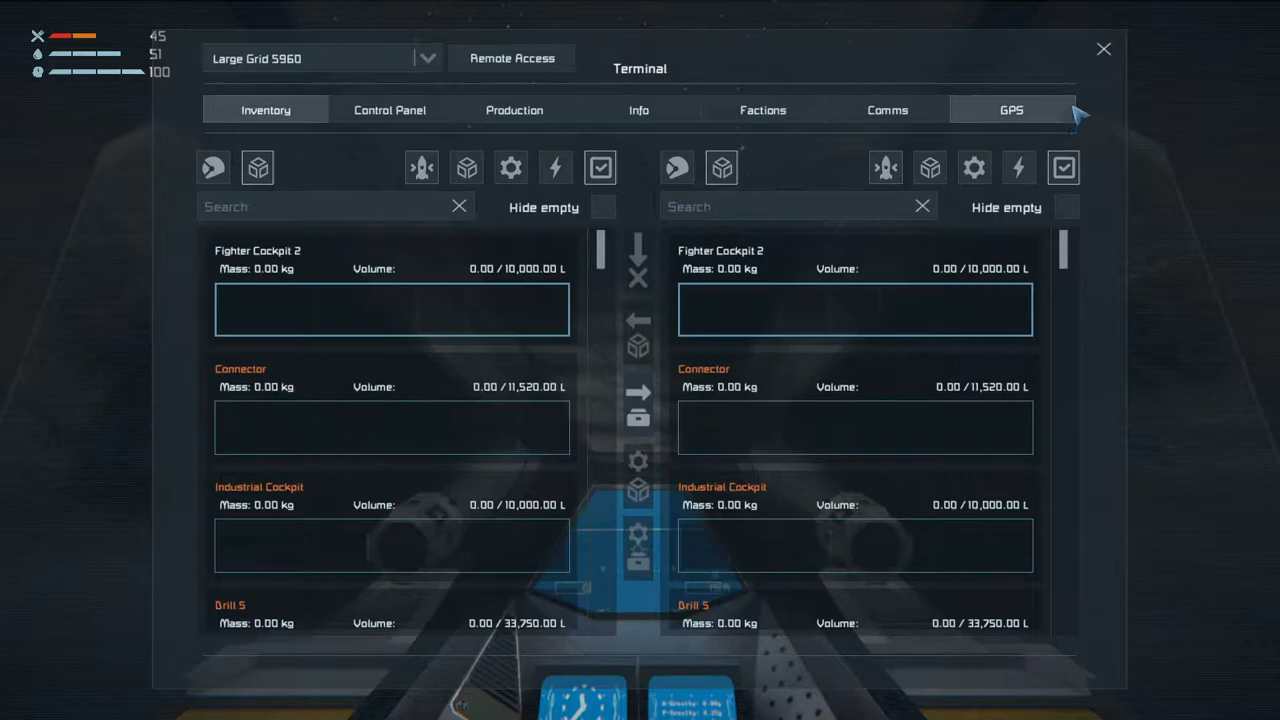 45
51
100
Large Grid 5960
Remote Access
Terminal
Inventory
Control Panel
Production
Info
Factions
Comms
GPS
Search
Hide empty
Search
Hide empty
Fighter Cockpit 2
Mass: 0.00 kg Volume: 0.00 / 10,000.00 L
Fighter Cockpit 2
Mass: 0.00 kg Volume: 0.00 / 10,000.00 L
Connector
Mass: 0.00 kg Volume: 0.00 / 11,520.00 L
Connector
Mass: 0.00 kg Volume: 0.00 / 11,520.00 L
Industrial Cockpit
Mass: 0.00 kg Volume: 0.00 / 10,000.00 L
Industrial Cockpit
Mass: 0.00 kg Volume: 0.00 / 10,000.00 L
Drill 5
Mass: 0.00 kg Volume: 0.00 / 33,750.00 L
Drill 5
Mass: 0.00 kg Volume: 0.00 / 33,750.00 L